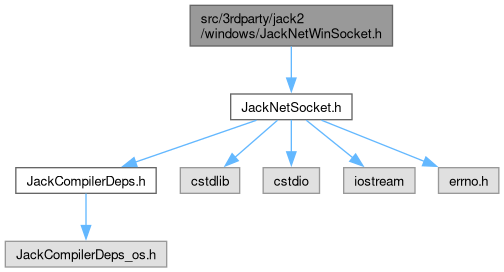 src/3rdparty/jack2
/windows/JackNetWinSocket.h
JackNetSocket.h
JackCompilerDeps.h
cstdlib
cstdio
iostream
errno.h
JackCompilerDeps_os.h